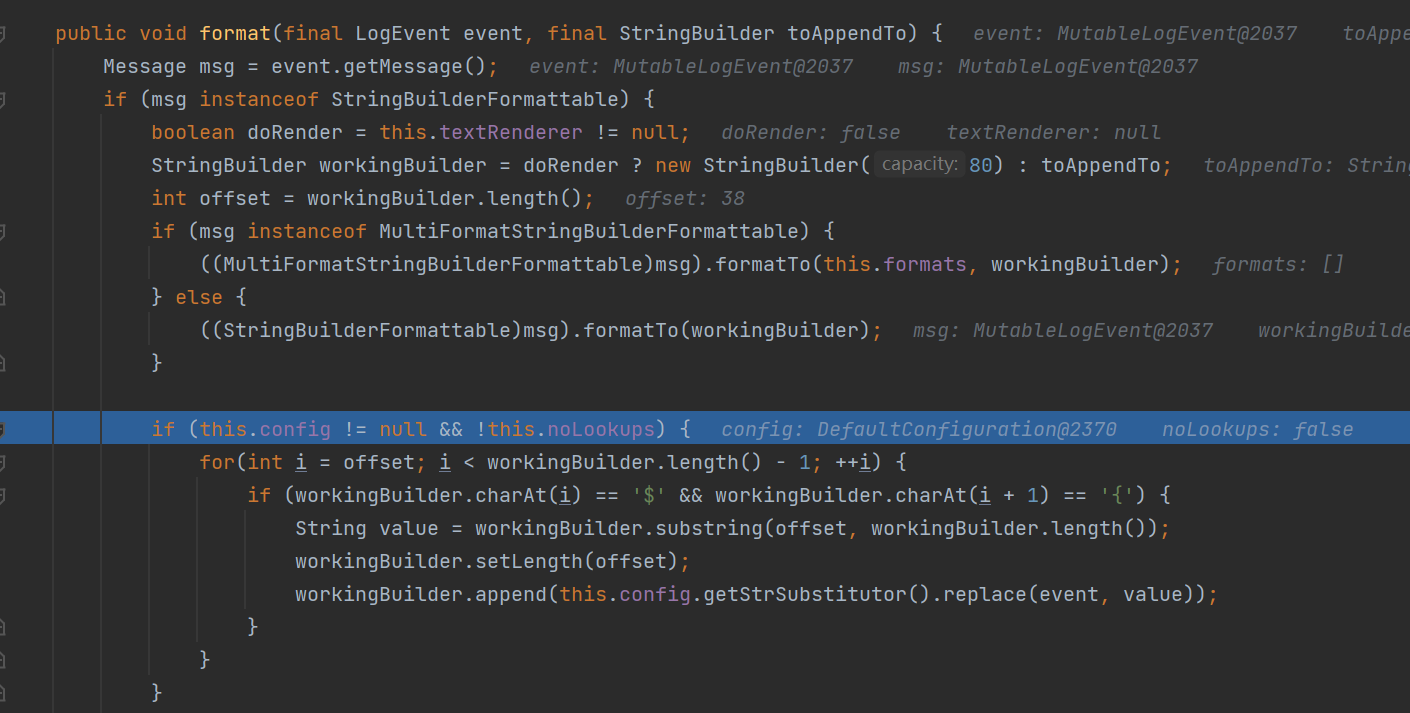 public void format(final LogEvent event, final StringBuilder toAppendTo) {   event: MutableLogEvent@2037   toAppe
Message msg = event.getMessage();   event: MutableLogEvent@2037   msg: MutableLogEvent@2037
if (msg instanceof StringBuilderFormattable) {
boolean doRender = this.textRenderer != null;   doRender: false   textRenderer: null
StringBuilder workingBuilder = doRender ? new StringBuilder( capacity: 80) : toAppendTo;   toAppendTo: String
int offset = workingBuilder.length();   offset: 38
if (msg instanceof MultiFormatStringBuilderFormattable) {
((MultiFormatStringBuilderFormattable)msg).formatTo(this.formats, workingBuilder);   formats: []
} else {
((StringBuilderFormattable)msg).formatTo(workingBuilder);   msg: MutableLogEvent@2037   workingBuilde
}
if (this.config != null && !this.noLookups) {   config: DefaultConfiguration@2370   noLookups: false
for(int i = offset; i < workingBuilder.length() - 1; ++i) {
if (workingBuilder.charAt(i) == '$' && workingBuilder.charAt(i + 1) == '{') {
String value = workingBuilder.substring(offset, workingBuilder.length());
workingBuilder.setLength(offset);
workingBuilder.append(this.config.getStrSubstitutor().replace(event, value));
}
}
}